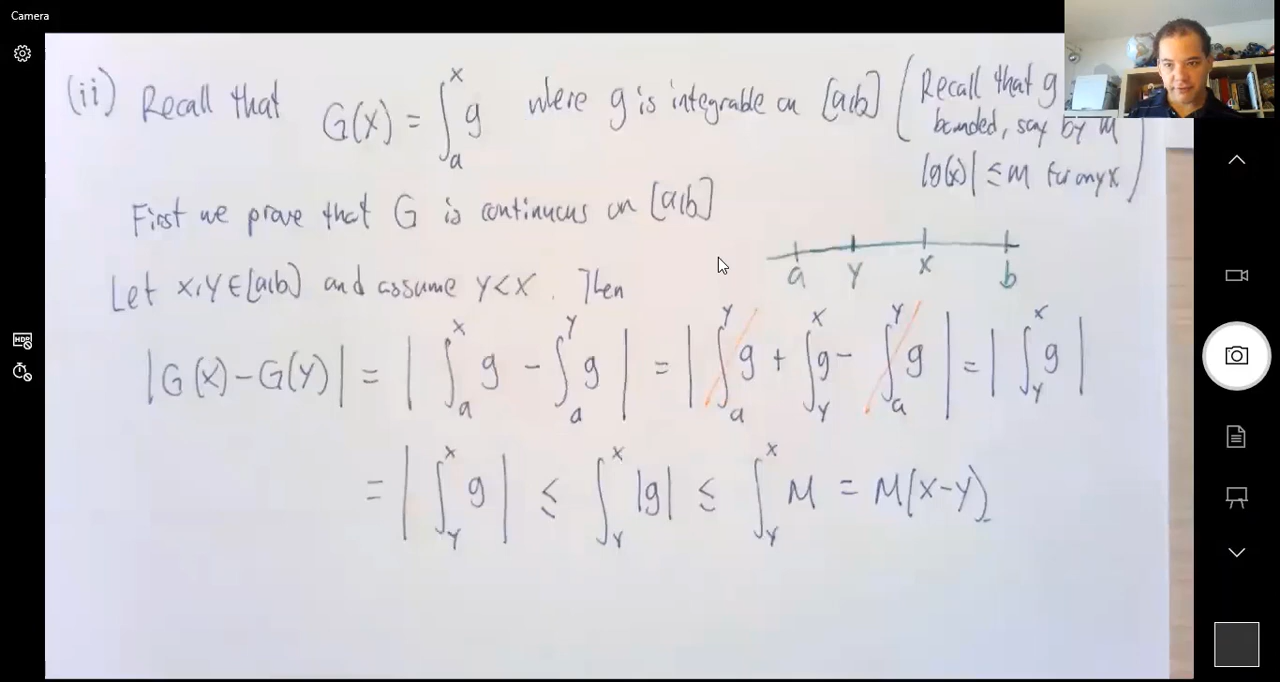 Camera
(ii) Recall that G(x) = ∫_a^x g where g is integrable on [a,b] (Recall that g
bounded, say by M
|g(x)| ≤ M for any x)
First we prove that G is continuous on [a,b]
a y x b
Let x,y ∈ [a,b] and assume y < x. Then
|G(x) - G(y)| = | ∫_a^x g - ∫_a^y g | = | ∫_a^y g + ∫_y^x g - ∫_a^y g | = | ∫_y^x g |
= | ∫_y^x g | ≤ ∫_y^x |g| ≤ ∫_y^x M = M(x-y)
HDR